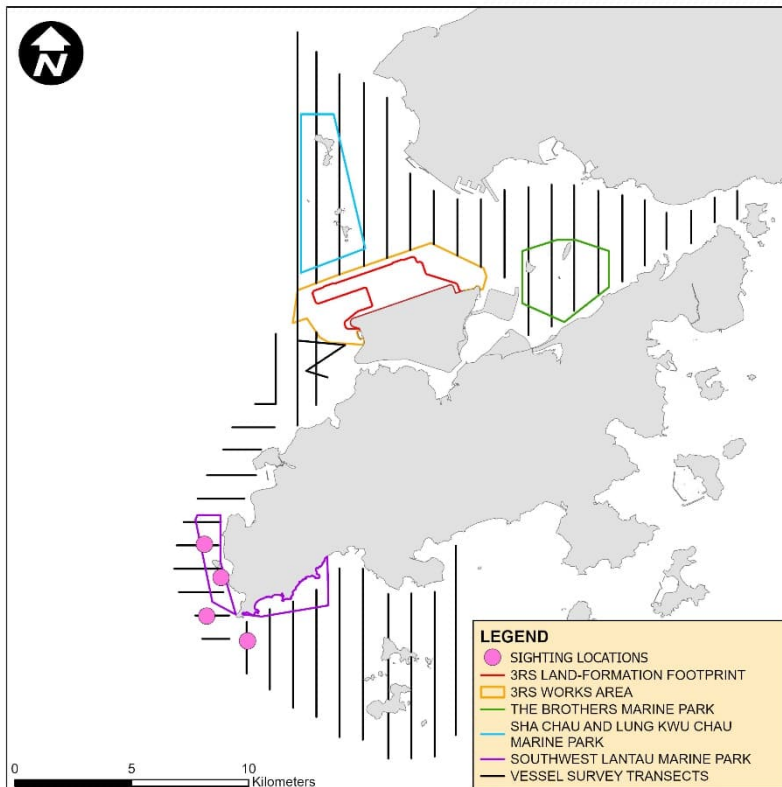 N
LEGEND
SIGHTING LOCATIONS
3RS LAND-FORMATION FOOTPRINT
3RS WORKS AREA
THE BROTHERS MARINE PARK
SHA CHAU AND LUNG KWU CHAU
MARINE PARK
SOUTHWEST LANTAU MARINE PARK
VESSEL SURVEY TRANSECTS
0 5 10
Kilometers